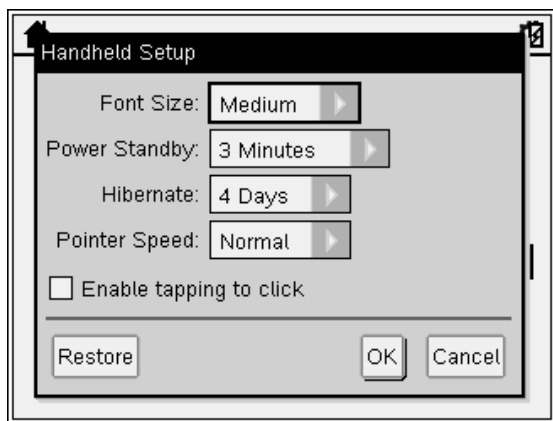 Handheld Setup
Font Size: Medium
Power Standby: 3 Minutes
Hibernate: 4 Days
Pointer Speed: Normal
Enable tapping to click
Restore OK Cancel